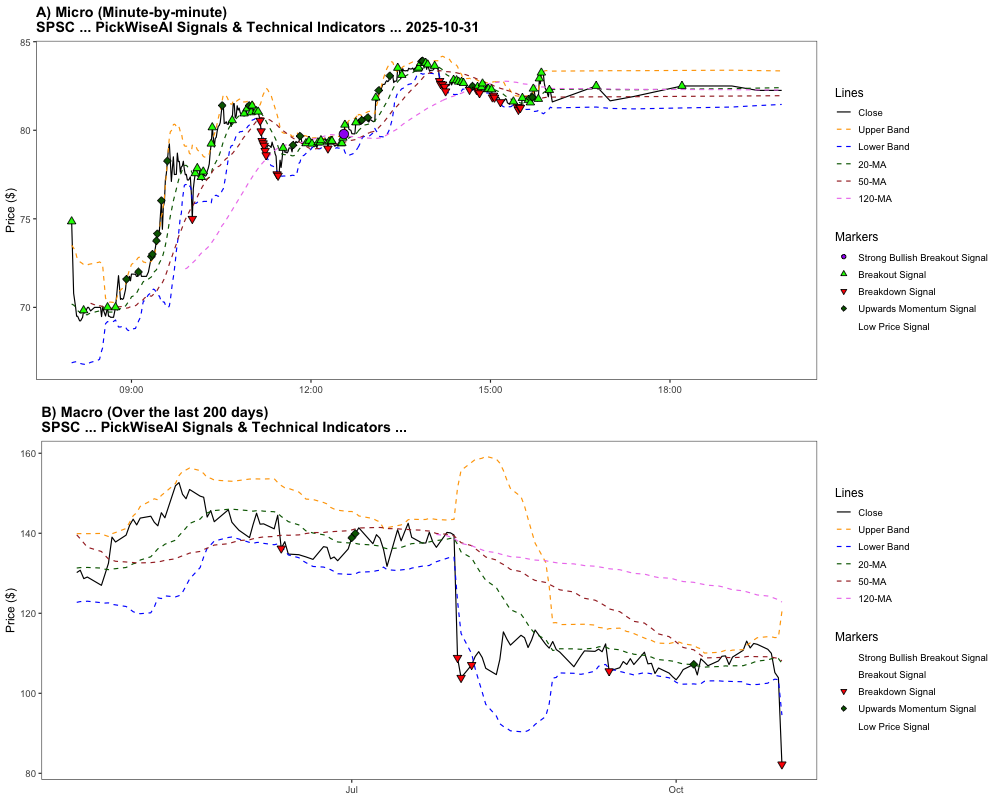 A) Micro (Minute-by-minute)
SPSC ... PickWiseAI Signals & Technical Indicators ... 2025-10-31
Price ($)
85
80
75
70
09:00
12:00
15:00
18:00
Lines
Close
Upper Band
Lower Band
20-MA
50-MA
120-MA
Markers
Strong Bullish Breakout Signal
Breakout Signal
Breakdown Signal
Upwards Momentum Signal
Low Price Signal
B) Macro (Over the last 200 days)
SPSC ... PickWiseAI Signals & Technical Indicators ...
Price ($)
160
140
120
100
80
Jul
Oct
Lines
Close
Upper Band
Lower Band
20-MA
50-MA
120-MA
Markers
Strong Bullish Breakout Signal
Breakout Signal
Breakdown Signal
Upwards Momentum Signal
Low Price Signal